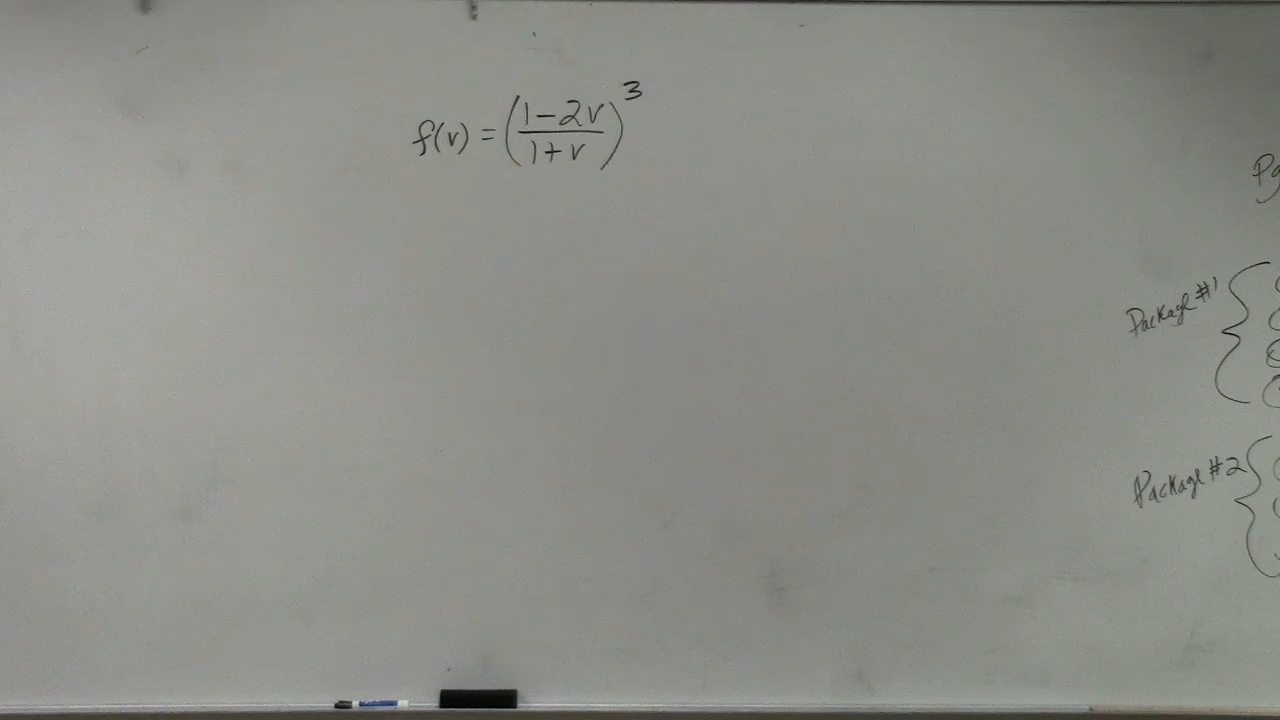 f(v) = (1-2v / 1+v)^3
Package #1 {
Package #2 {